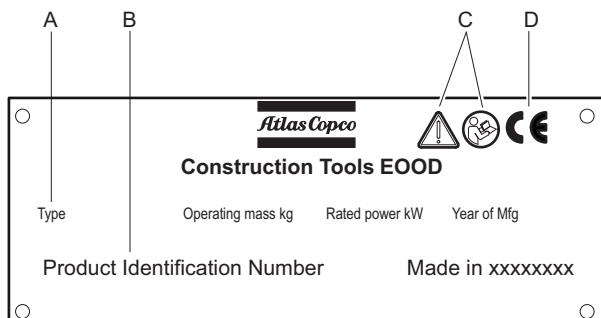 A B C D
Atlas Copco
CE
Construction Tools EOOD
Type Operating mass kg Rated power kW Year of Mfg
Product Identification Number Made in xxxxxxxx